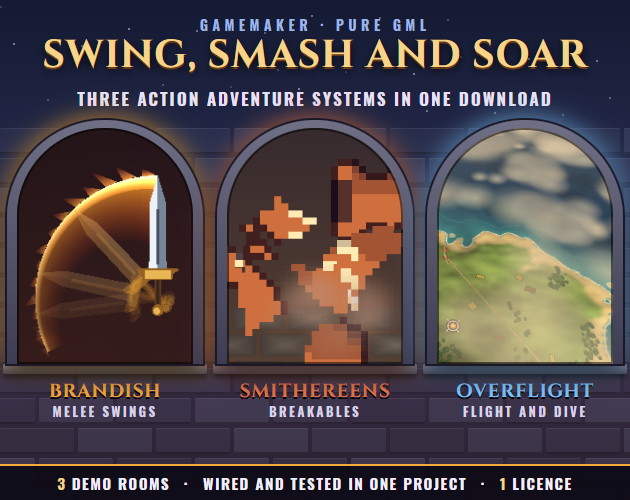 GAMEMAKER · PURE GML
SWING, SMASH AND SOAR
THREE ACTION ADVENTURE SYSTEMS IN ONE DOWNLOAD
BRANDISH
MELEE SWINGS
SMITHEREENS
BREAKABLES
OVERFLIGHT
FLIGHT AND DIVE
3 DEMO ROOMS · WIRED AND TESTED IN ONE PROJECT · 1 LICENCE